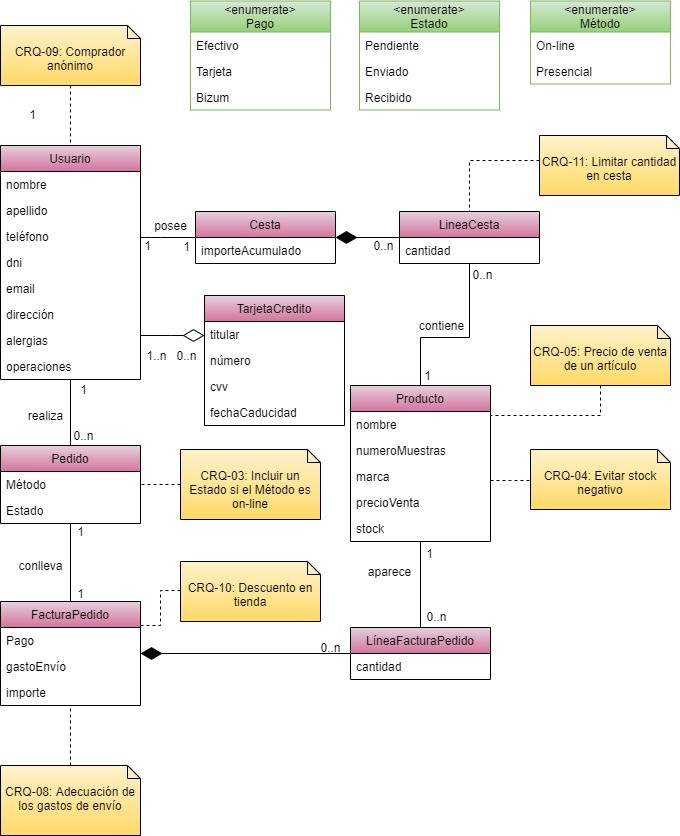 <enumerate>
Pago
Efectivo
Tarjeta
Bizum
<enumerate>
Estado
Pendiente
Enviado
Recibido
<enumerate>
Método
On-line
Presencial
CRQ-09: Comprador
anónimo
1
Usuario
nombre
apellido
teléfono
dni
email
dirección
alergias
operaciones
posee
1
1
Cesta
importeAcumulado
0..n
LineaCesta
cantidad
CRQ-11: Limitar cantidad
en cesta
0..n
contiene
1
1..n
0..n
TarjetaCredito
titular
número
cvv
fechaCaducidad
CRQ-05: Precio de venta
de un artículo
Producto
nombre
numeroMuestras
marca
precioVenta
stock
CRQ-04: Evitar stock
negativo
1
realiza
0..n
Pedido
Método
Estado
CRQ-03: Incluir un
Estado si el Método es
on-line
1
conlleva
1
FacturaPedido
Pago
gastoEnvío
importe
CRQ-10: Descuento en
tienda
1
aparece
0..n
0..n
LíneaFacturaPedido
cantidad
CRQ-08: Adecuación de
los gastos de envío